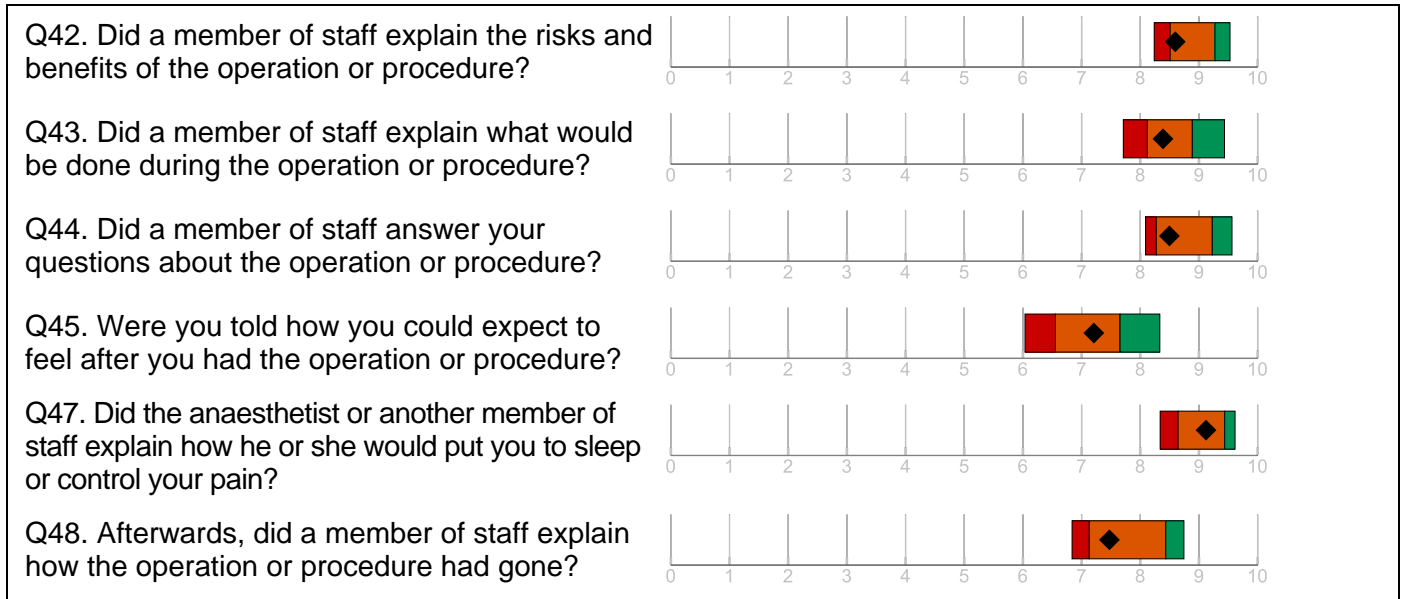 Q42. Did a member of staff explain the risks and
benefits of the operation or procedure?
0 1 2 3 4 5 6 7 8 9 10
Q43. Did a member of staff explain what would
be done during the operation or procedure?
0 1 2 3 4 5 6 7 8 9 10
Q44. Did a member of staff answer your
questions about the operation or procedure?
0 1 2 3 4 5 6 7 8 9 10
Q45. Were you told how you could expect to
feel after you had the operation or procedure?
0 1 2 3 4 5 6 7 8 9 10
Q47. Did the anaesthetist or another member of
staff explain how he or she would put you to sleep
or control your pain?
0 1 2 3 4 5 6 7 8 9 10
Q48. Afterwards, did a member of staff explain
how the operation or procedure had gone?
0 1 2 3 4 5 6 7 8 9 10